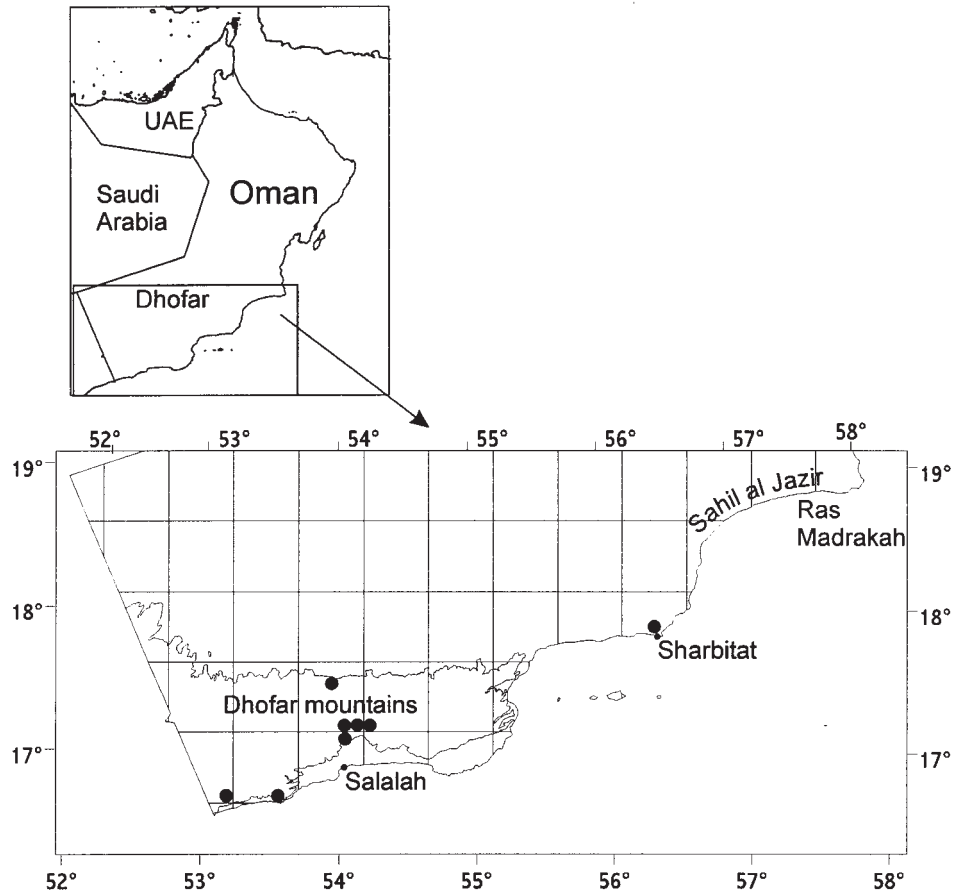 UAE
Saudi
Arabia
Oman
Dhofar
52° 53° 54° 55° 56° 57° 58°
19° 19°
Sahil al Jazir
Ras
Madrakah
18° 18°
Sharbitat
Dhofar mountains
17° 17°
Salalah
52° 53° 54° 55° 56° 57° 58°